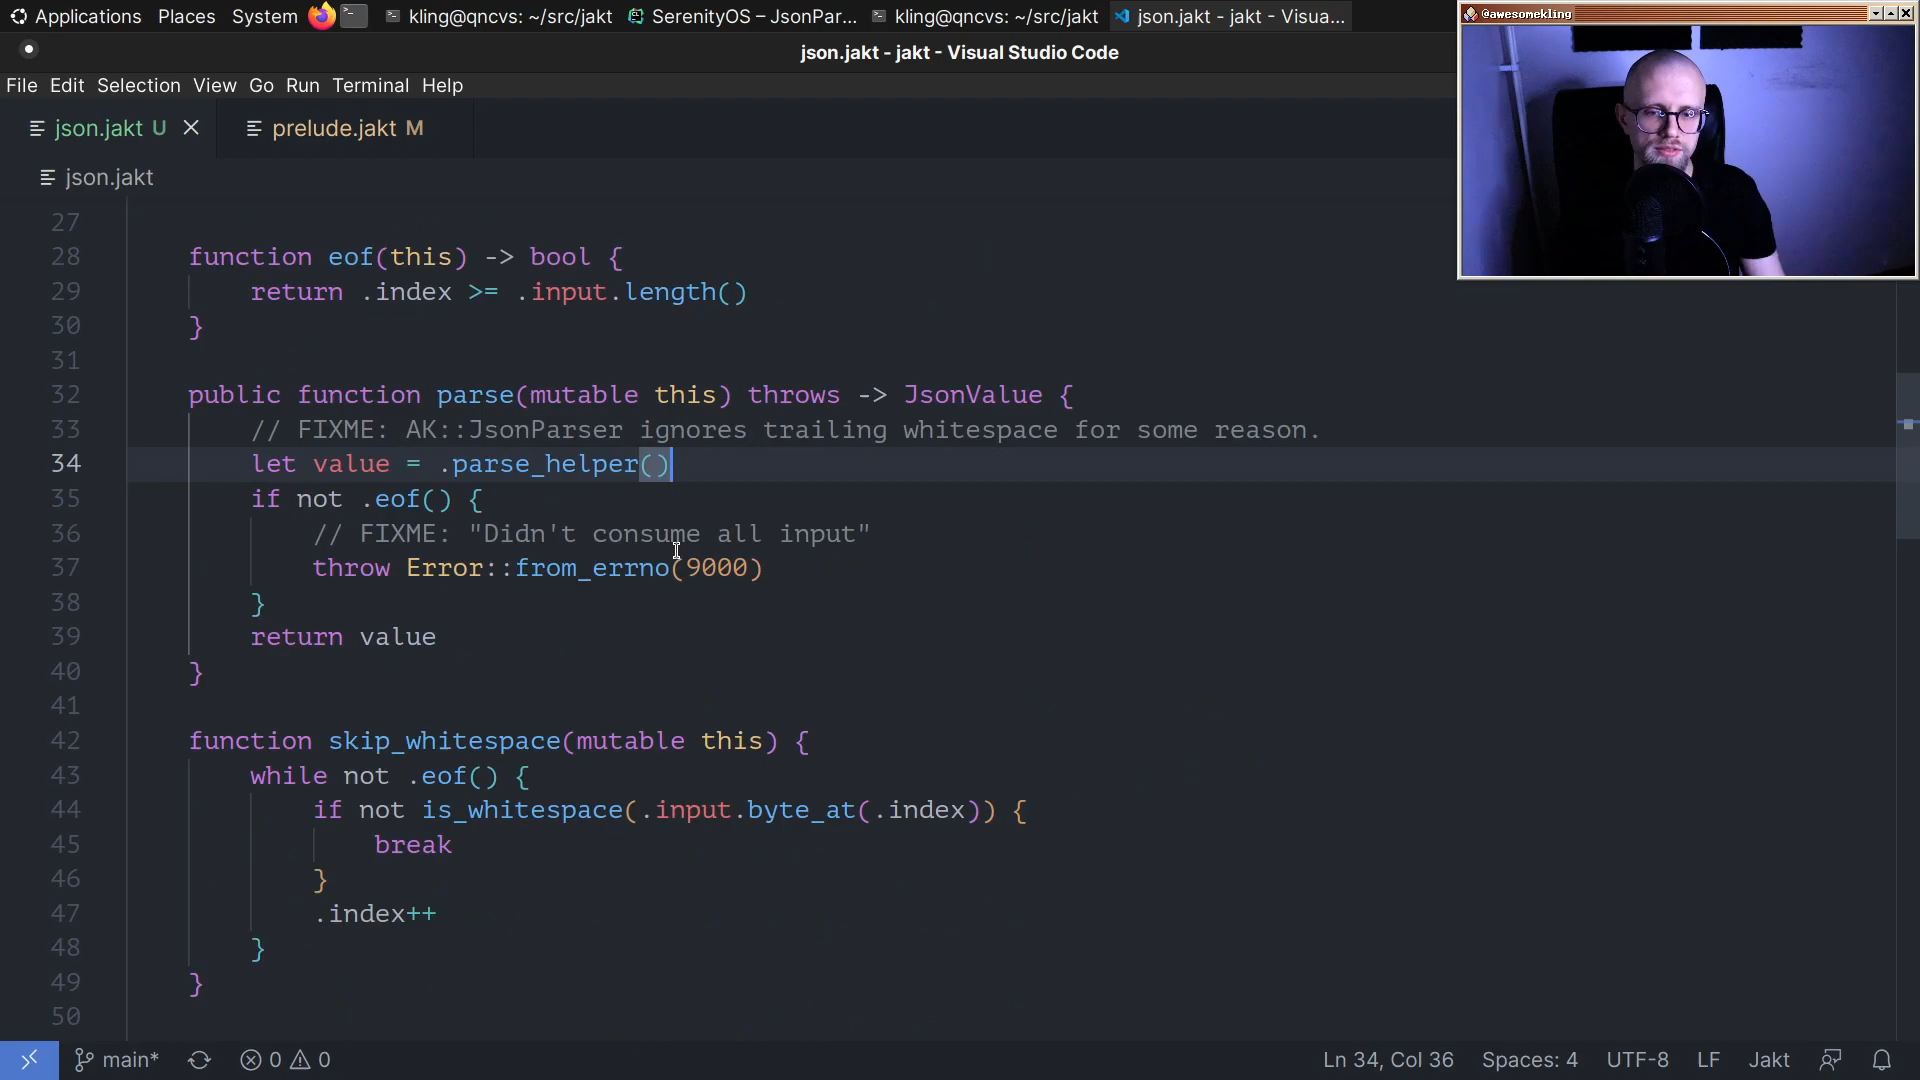 Applications Places System kling@qncvs: ~/src/jakt SerenityOS – JsonPar... kling@qncvs: ~/src/jakt json.jakt - jakt - Visua...
@awesomekling
json.jakt - jakt - Visual Studio Code
File Edit Selection View Go Run Terminal Help
json.jakt U prelude.jakt M
json.jakt
27
28 function eof(this) -> bool {
29 return .index >= .input.length()
30 }
31
32 public function parse(mutable this) throws -> JsonValue {
33 // FIXME: AK::JsonParser ignores trailing whitespace for some reason.
34 let value = .parse_helper()
35 if not .eof() {
36 // FIXME: "Didn't consume all input"
37 throw Error::from_errno(9000)
38 }
39 return value
40 }
41
42 function skip_whitespace(mutable this) {
43 while not .eof() {
44 if not is_whitespace(.input.byte_at(.index)) {
45 break
46 }
47 .index++
48 }
49 }
50
main* 0 0 Ln 34, Col 36 Spaces: 4 UTF-8 LF Jakt